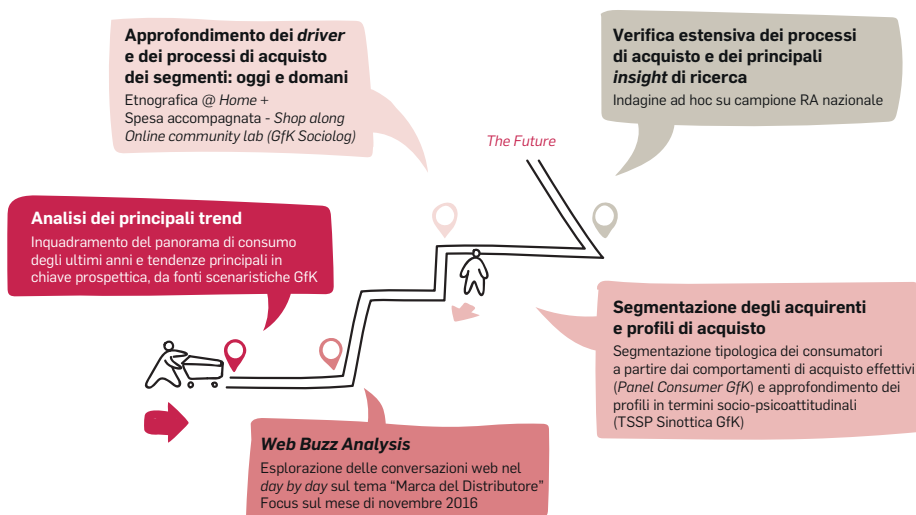 Approfondimento dei driver
e dei processi di acquisto
dei segmenti: oggi e domani
Etnografica @ Home +
Spesa accompagnata - Shop along
Online community lab (GfK Sociolog)
Verifica estensiva dei processi
di acquisto e dei principali
insight di ricerca
Indagine ad hoc su campione RA nazionale
The Future
Analisi dei principali trend
Inquadramento del panorama di consumo
degli ultimi anni e tendenze principali in
chiave prospettica, da fonti scenaristiche GfK
Segmentazione degli acquirenti
e profili di acquisto
Segmentazione tipologica dei consumatori
a partire dai comportamenti di acquisto effettivi
(Panel Consumer GfK) e approfondimento dei
profili in termini socio-psicoattitudinali
(TSSP Sinottica GfK)
Web Buzz Analysis
Esplorazione delle conversazioni web nel
day by day sul tema “Marca del Distributore”
Focus sul mese di novembre 2016